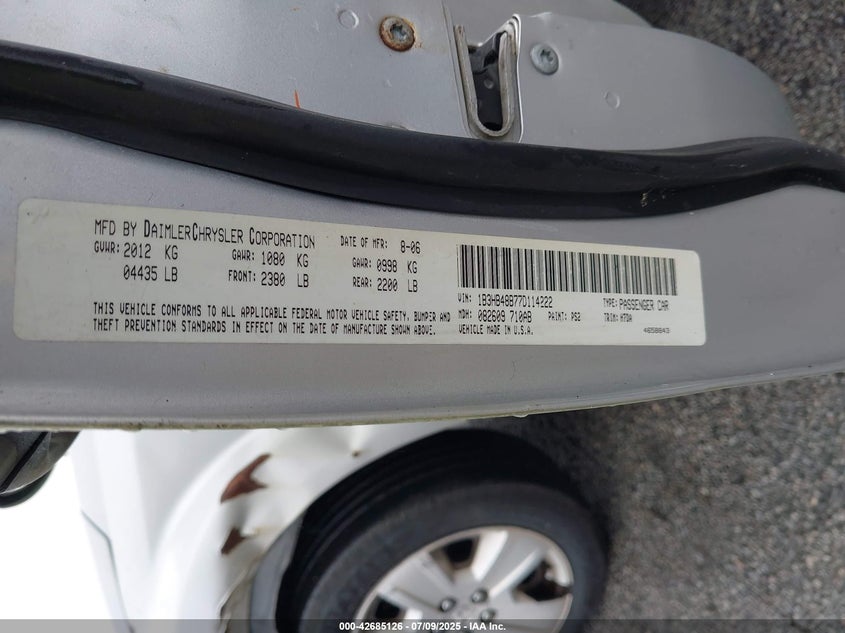 MFD BY DAIMLERCHRYSLER CORPORATION DATE OF MFR: 8-06
GVWR: 2012 KG GAWR: 1080 KG GAWR: 0998 KG
04435 LB FRONT: 2380 LB REAR: 2200 LB
THIS VEHICLE CONFORMS TO ALL APPLICABLE FEDERAL MOTOR VEHICLE SAFETY, BUMPER AND
THEFT PREVENTION STANDARDS IN EFFECT ON THE DATE OF MANUFACTURE SHOWN ABOVE.
VIN: 1B3HB48B77D114222 TYPE: PASSENGER CAR
MDH: 082609 710AB PAINT: PS2 TRIM: H7DA
VEHICLE MADE IN U.S.A. 4658843
000-42685126 - 07/09/2025 - IAA Inc.